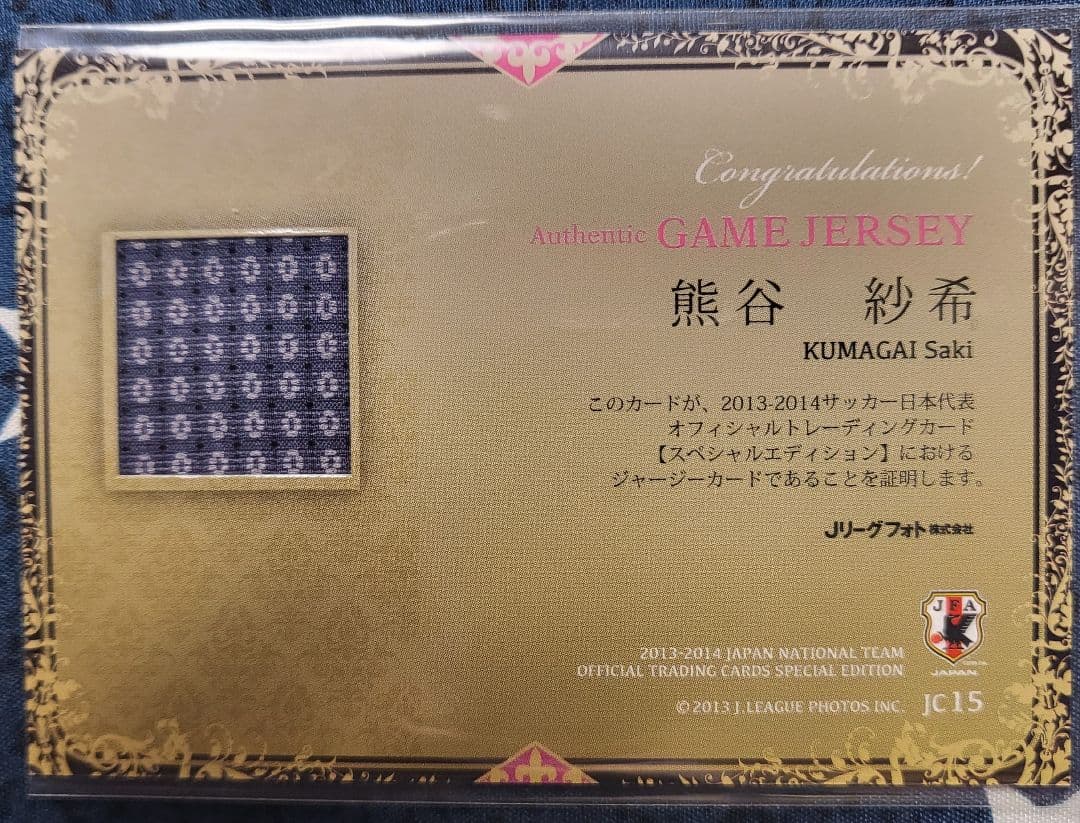 Congratulations!
Authentic GAME JERSEY
熊谷 紗希
KUMAGAI Saki
このカードが、2013-2014サッカー日本代表
オフィシャルトレーディングカード
【スペシャルエディション】における
ジャージーカードであることを証明します。
Jリーグフォト株式会社
JFA
JAPAN
2013-2014 JAPAN NATIONAL TEAM
OFFICIAL TRADING CARDS SPECIAL EDITION
©2013 J.LEAGUE PHOTOS INC. JC15